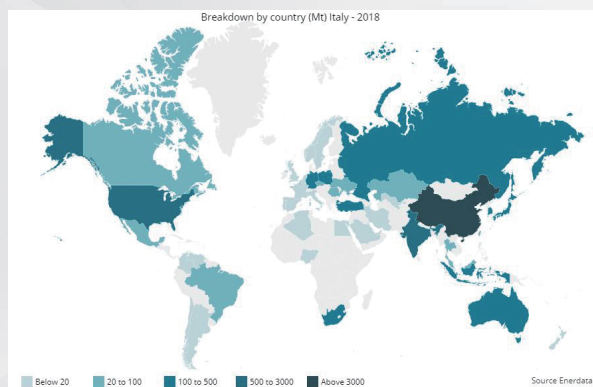 Breakdown by country (Mt) Italy - 2018
Below 20
20 to 100
100 to 500
500 to 3000
Above 3000
Source Enerdata